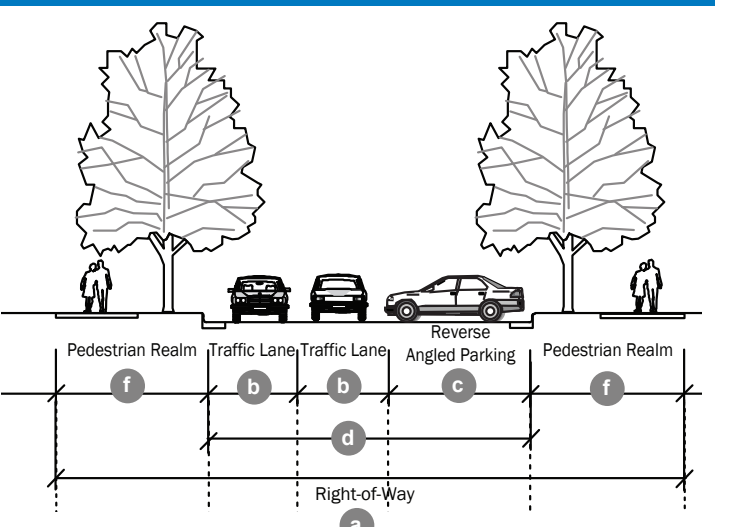 Pedestrian Realm Traffic Lane Traffic Lane Reverse Angled Parking Pedestrian Realm
f b b c f
d
Right-of-Way
a